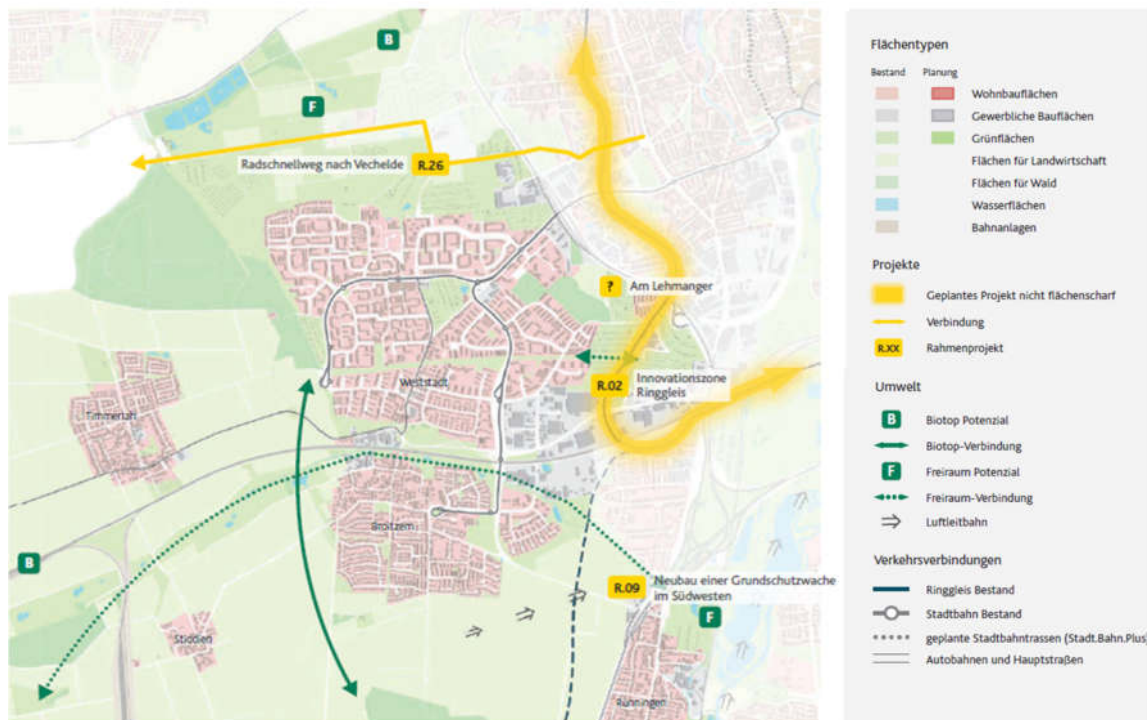 B
F
Radschnellweg nach Vechelde R.26
? Am Lehmanger
R.02 Innovationszone
Ringgleis
Weststadt
Timmerlah
Broitzem
B
R.09 Neubau einer Grundschutzwache
im Südwesten
F
Stiddien
Rüningen
Flächentypen
Bestand Planung
Wohnbauflächen
Gewerbliche Bauflächen
Grünflächen
Flächen für Landwirtschaft
Flächen für Wald
Wasserflächen
Bahnanlagen
Projekte
Geplantes Projekt nicht flächenscharf
Verbindung
R.XX Rahmenprojekt
Umwelt
B Biotop Potenzial
Biotop-Verbindung
F Freiraum Potenzial
Freiraum-Verbindung
Luftleitbahn
Verkehrsverbindungen
Ringgleis Bestand
Stadtbahn Bestand
geplante Stadtbahntrassen (Stadt.Bahn.Plus)
Autobahnen und Hauptstraßen